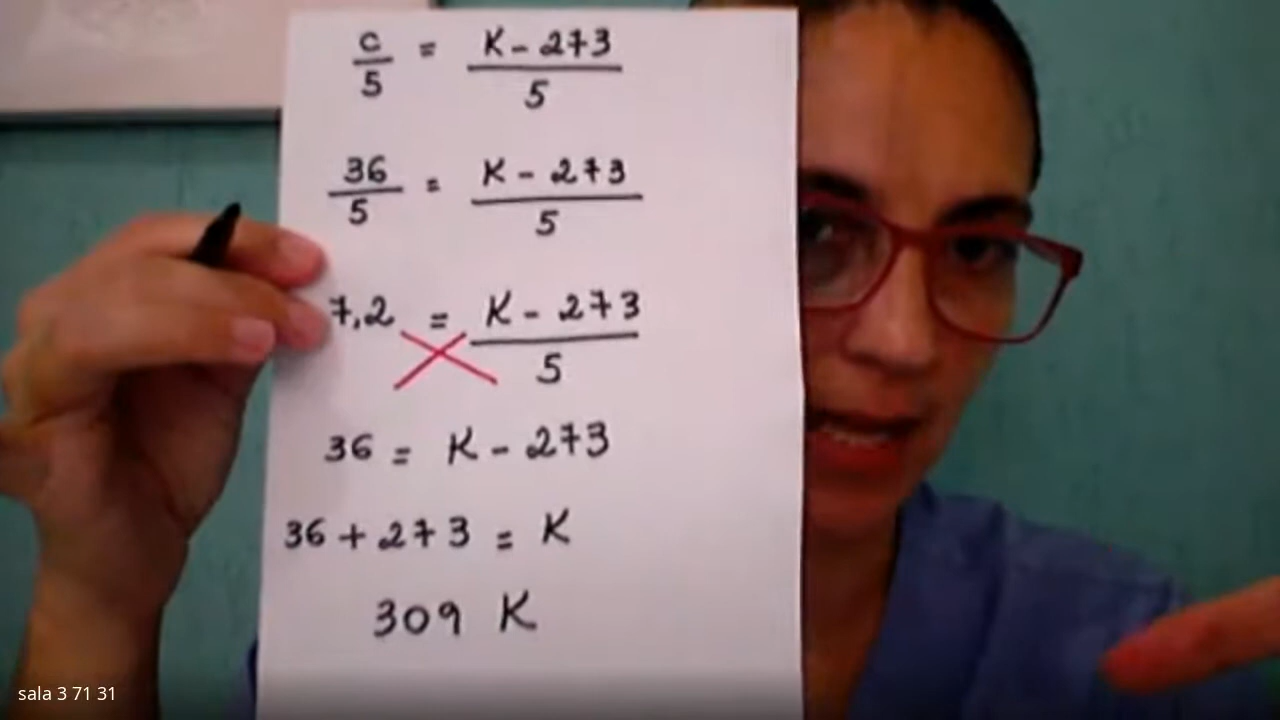 C/5 = K - 273/5
36/5 = K - 273/5
7,2 = K - 273/5
36 = K - 273
36 + 273 = K
309 K
sala 3 71 31